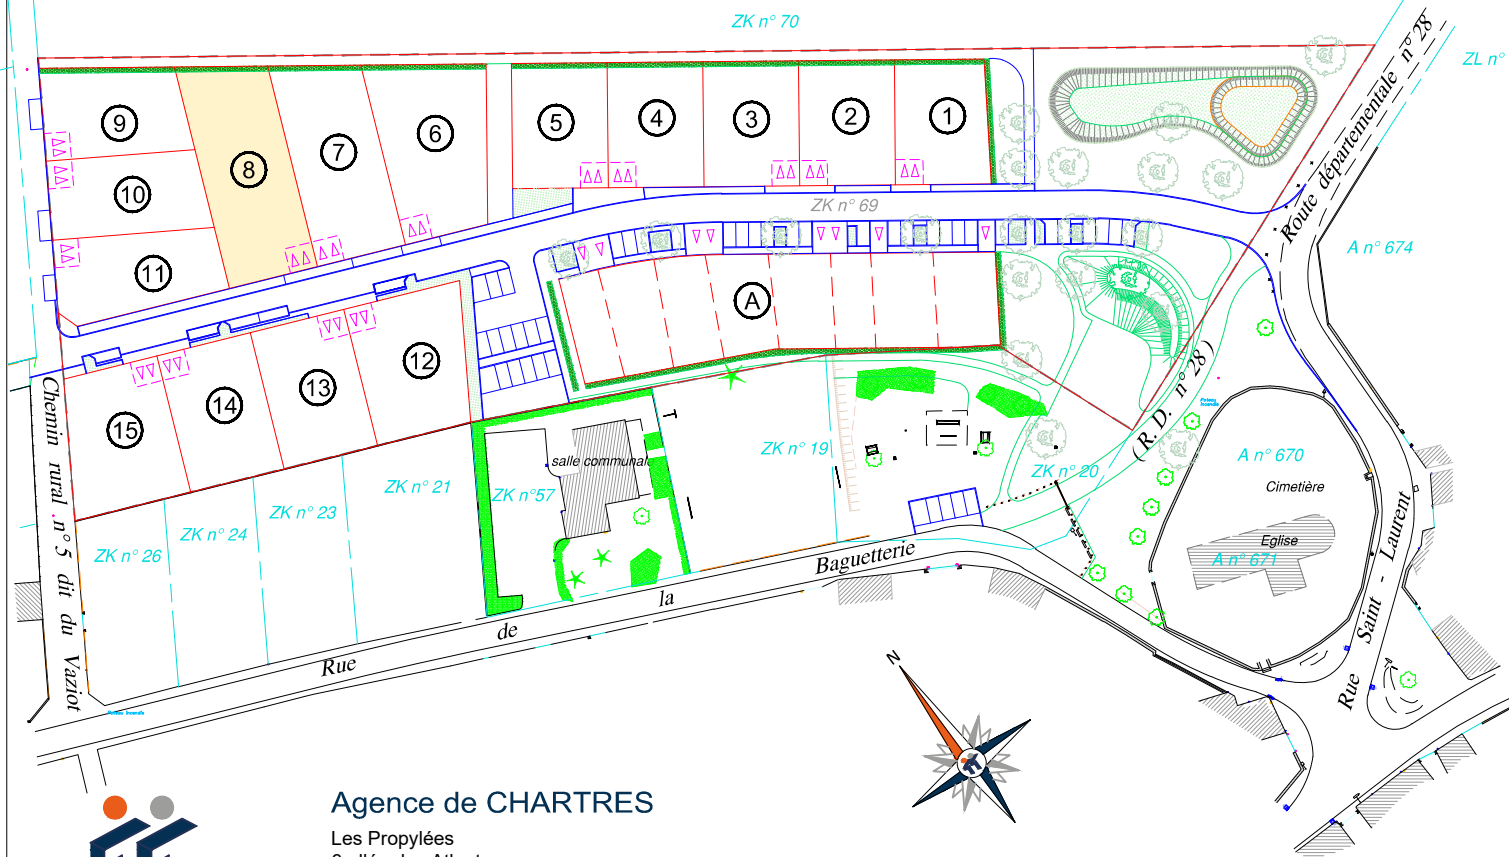 ZK n° 70
ZL n°
Route départementale n° 28
9
8
7
6
5
4
3
2
1
10
11
ZK n° 69
A n° 674
A
12
13
14
15
( R. D. n° 28 )
Chemin rural n° 5 dit du Vaziot
salle communale
ZK n° 19
ZK n° 20
A n° 670
Cimetière
ZK n° 21
ZK n°57
ZK n° 23
ZK n° 24
ZK n° 26
Eglise
A n° 671
Rue de la Baguetterie
Rue Saint - Laurent
N
Agence de CHARTRES
Les Propylées